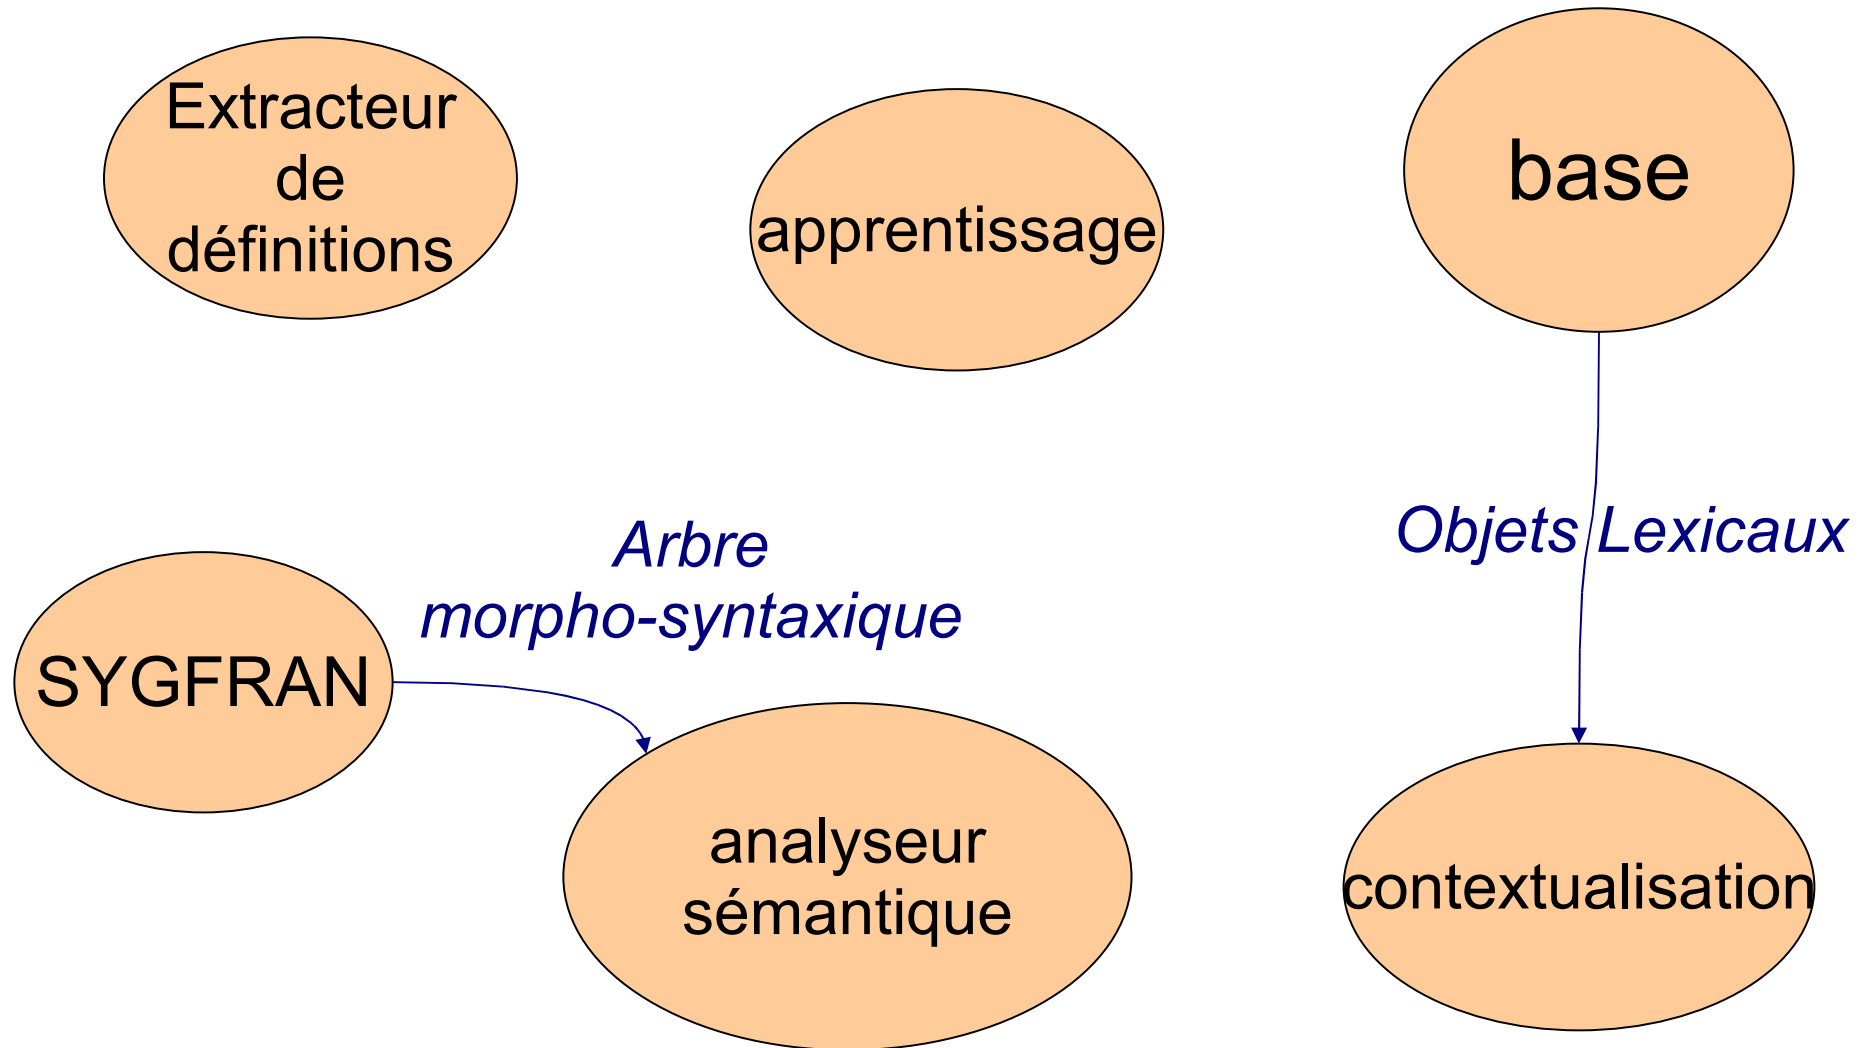 Extracteur
de
définitions
apprentissage
base
Arbre
morpho-syntaxique
Objets Lexicaux
SYGFRAN
analyseur
sémantique
contextualisation